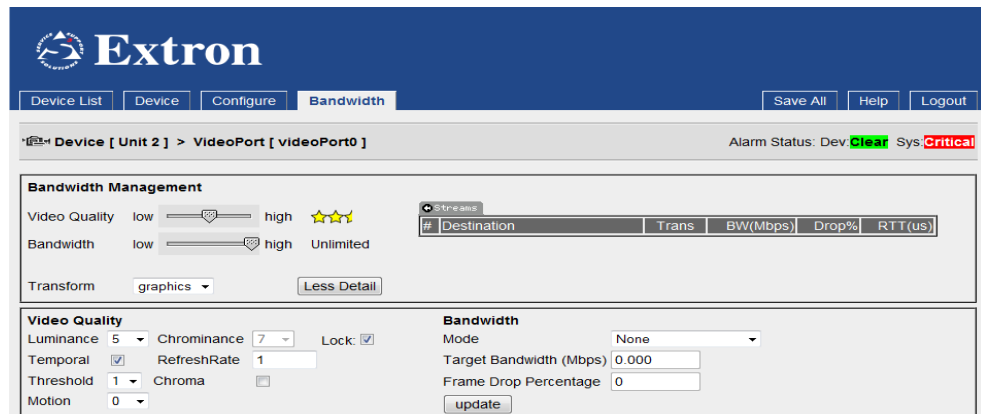 SERVICE SUPPORT SOLUTIONS
Extron
Device List Device Configure Bandwidth Save All Help Logout
Device [ Unit 2 ] > VideoPort [ videoPort0 ] Alarm Status: Dev:Clear Sys:Critical
Bandwidth Management
Video Quality low high
Streams
# Destination Trans BW(Mbps) Drop% RTT(us)
Bandwidth low high Unlimited
Transform graphics Less Detail
Video Quality Bandwidth
Luminance 5 Chrominance 7 Lock: Mode None
Temporal RefreshRate 1 Target Bandwidth (Mbps) 0.000
Threshold 1 Chroma Frame Drop Percentage 0
Motion 0 update